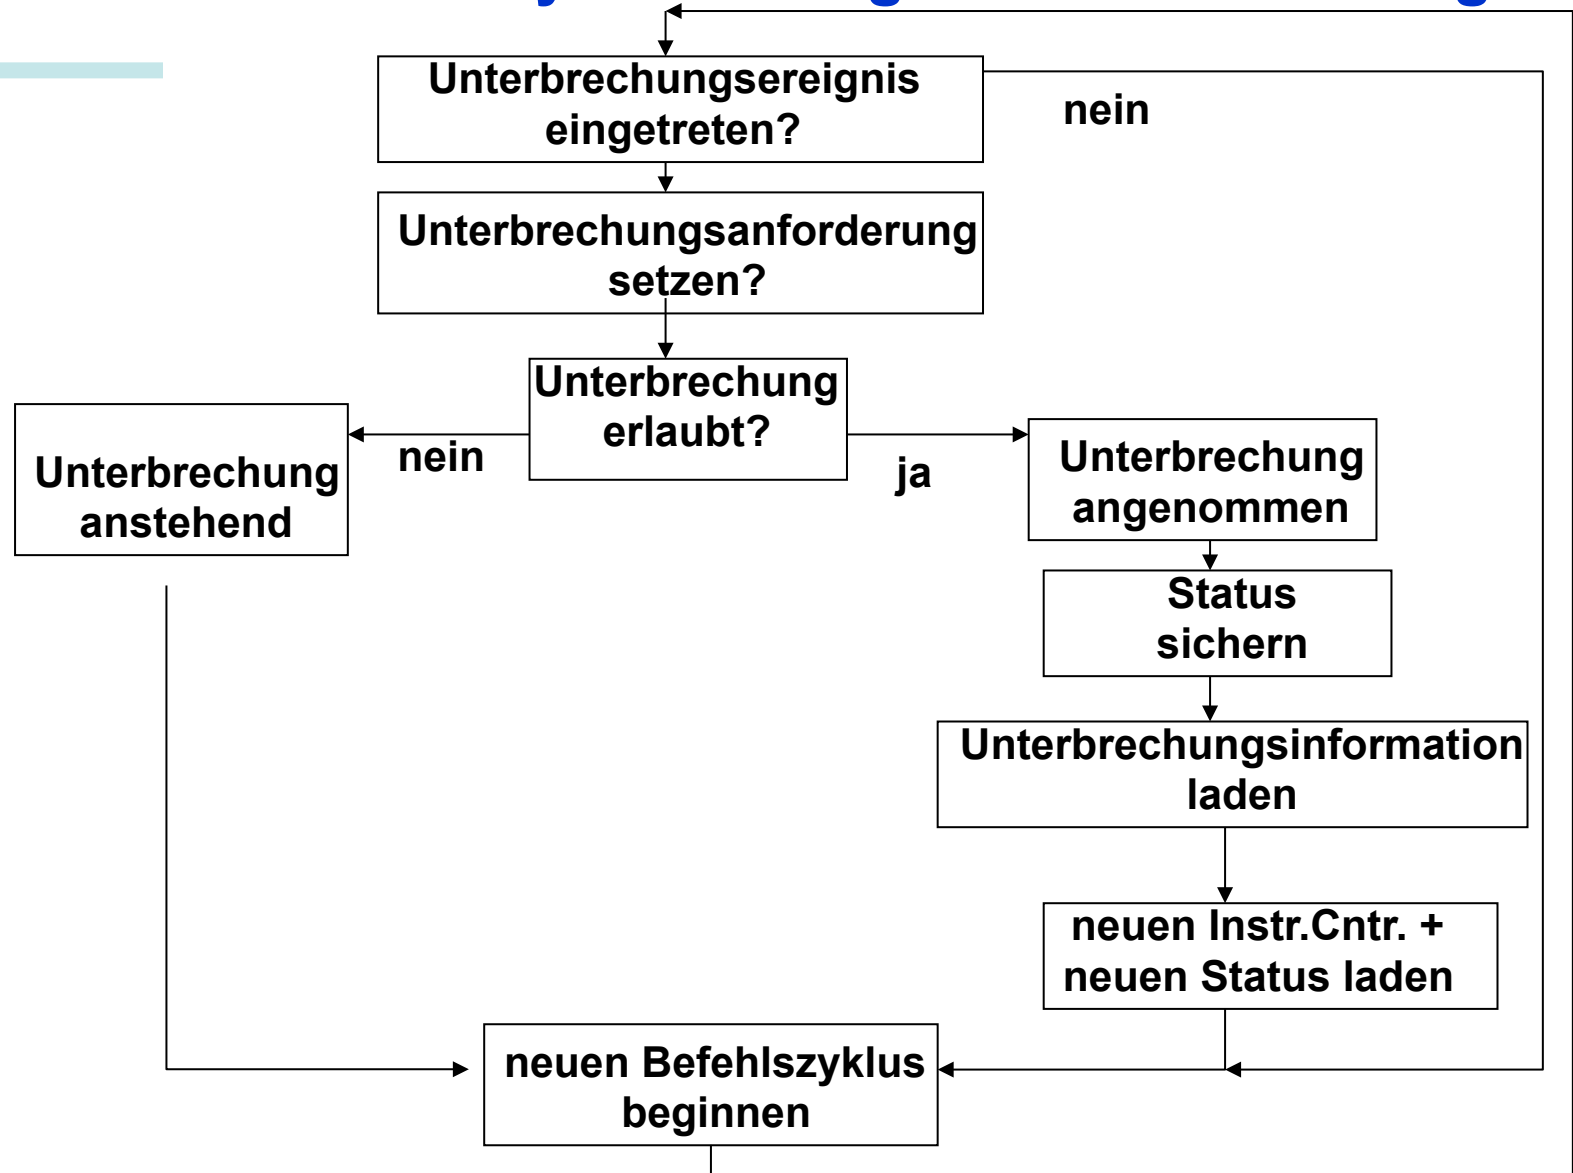 Unterbrechungsereignis
eingetreten?
nein
Unterbrechungsanforderung
setzen?
Unterbrechung
erlaubt?
nein
ja
Unterbrechung
anstehend
Unterbrechung
angenommen
Status
sichern
Unterbrechungsinformation
laden
neuen Instr.Cntr. +
neuen Status laden
neuen Befehlszyklus
beginnen